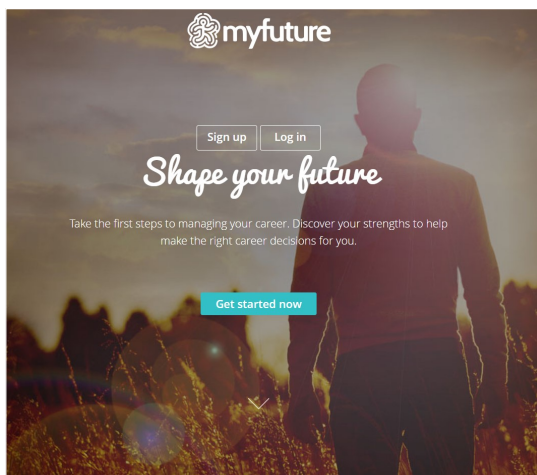 myfuture
Sign up Log in
Shape your future
Take the first steps to managing your career. Discover your strengths to help
make the right career decisions for you.
Get started now